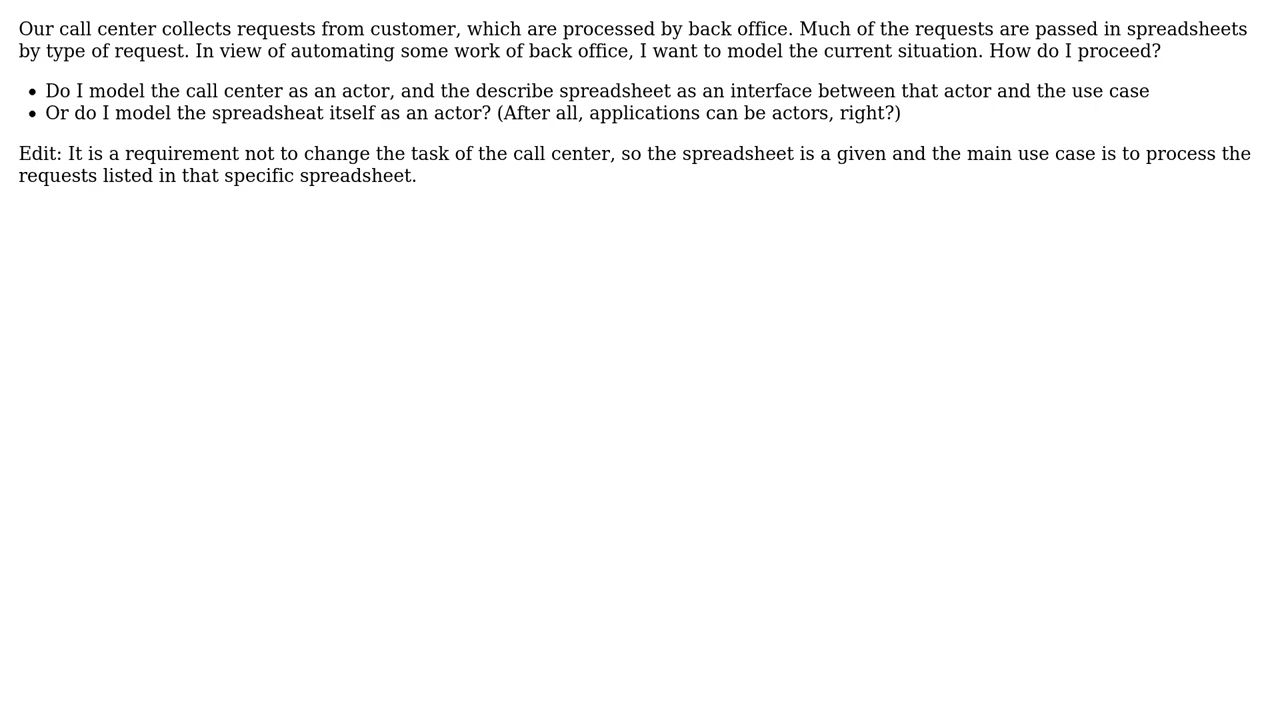 Our call center collects requests from customer, which are processed by back office. Much of the requests are passed in spreadsheets
by type of request. In view of automating some work of back office, I want to model the current situation. How do I proceed?
• Do I model the call center as an actor, and the describe spreadsheet as an interface between that actor and the use case
• Or do I model the spreadsheat itself as an actor? (After all, applications can be actors, right?)
Edit: It is a requirement not to change the task of the call center, so the spreadsheet is a given and the main use case is to process the
requests listed in that specific spreadsheet.